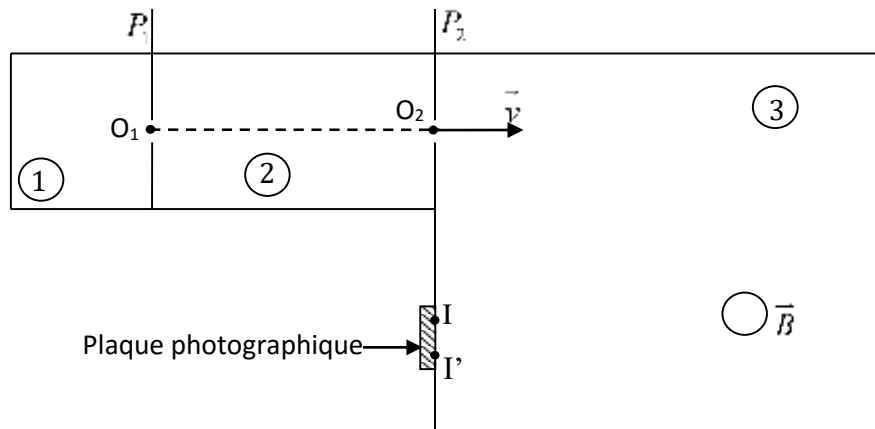 P₁ P₂
O₁ O₂ v⃗ ③
① ②
I
B⃗
Plaque photographique
I’